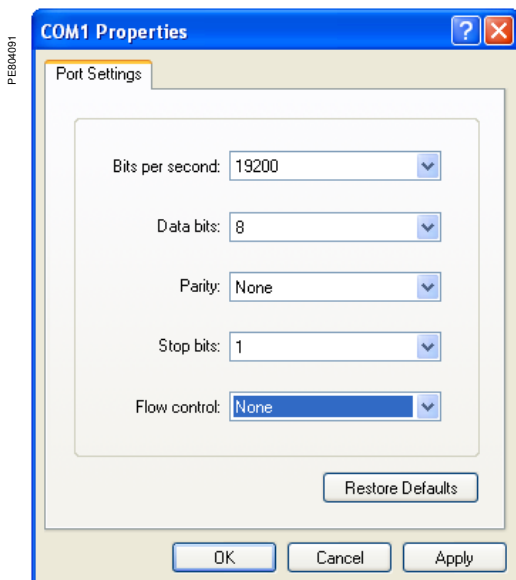 PE804091
COM1 Properties
Port Settings
Bits per second: 19200
Data bits: 8
Parity: None
Stop bits: 1
Flow control: None
Restore Defaults
OK Cancel Apply